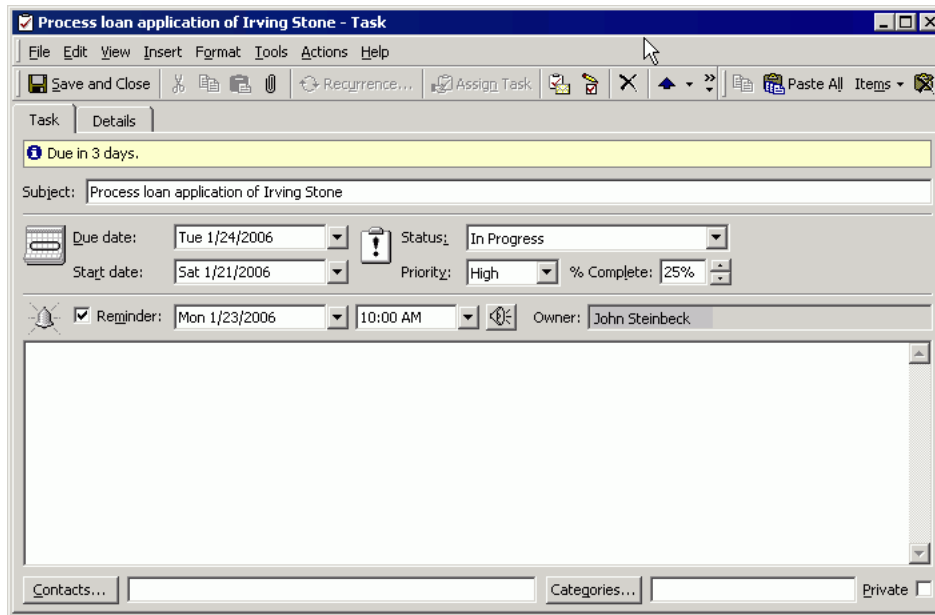 Process loan application of Irving Stone - Task
File Edit View Insert Format Tools Actions Help
Save and Close Recurrence... Assign Task Paste All Items
Task Details
Due in 3 days.
Subject: Process loan application of Irving Stone
Due date: Tue 1/24/2006 Status: In Progress
Start date: Sat 1/21/2006 Priority: High % Complete: 25%
Reminder: Mon 1/23/2006 10:00 AM Owner: John Steinbeck
Contacts... Categories... Private